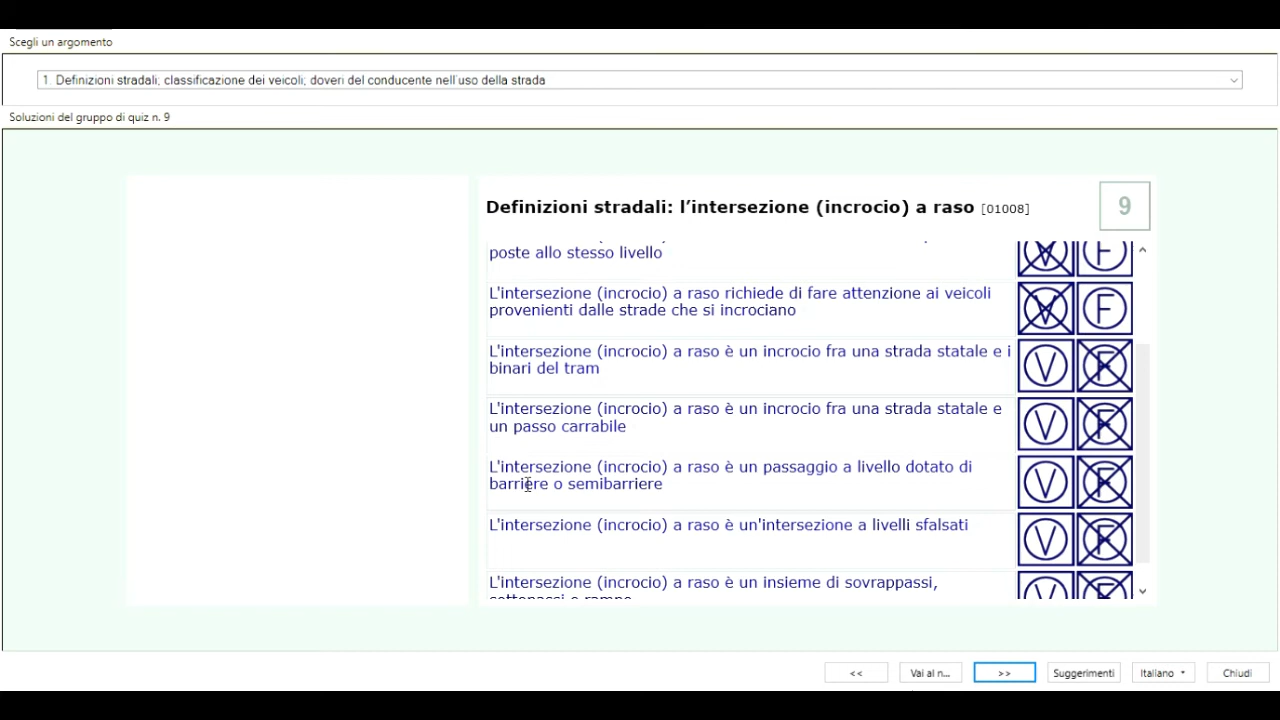 Scegli un argomento
1. Definizioni stradali; classificazione dei veicoli; doveri del conducente nell'uso della strada
Soluzioni del gruppo di quiz n. 9
Definizioni stradali: l’intersezione (incrocio) a raso [01008]
9
poste allo stesso livello
V F
L'intersezione (incrocio) a raso richiede di fare attenzione ai veicoli
provenienti dalle strade che si incrociano
V F
L'intersezione (incrocio) a raso è un incrocio fra una strada statale e i
binari del tram
V F
L'intersezione (incrocio) a raso è un incrocio fra una strada statale e
un passo carrabile
V F
L'intersezione (incrocio) a raso è un passaggio a livello dotato di
barriere o semibarriere
V F
L'intersezione (incrocio) a raso è un'intersezione a livelli sfalsati
V F
L'intersezione (incrocio) a raso è un insieme di sovrappassi,
sottopassi o rampe
V F
<< Vai al n... >> Suggerimenti Italiano Chiudi